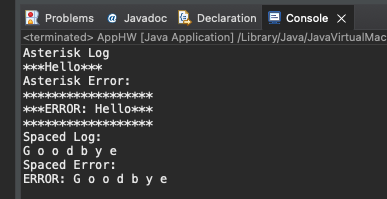 Problems @ Javadoc Declaration Console
<terminated> AppHW [Java Application] /Library/Java/JavaVirtualMac
Asterisk Log
***Hello***
Asterisk Error:
******************
***ERROR: Hello***
******************
Spaced Log:
G o o d b y e
Spaced Error:
ERROR: G o o d b y e